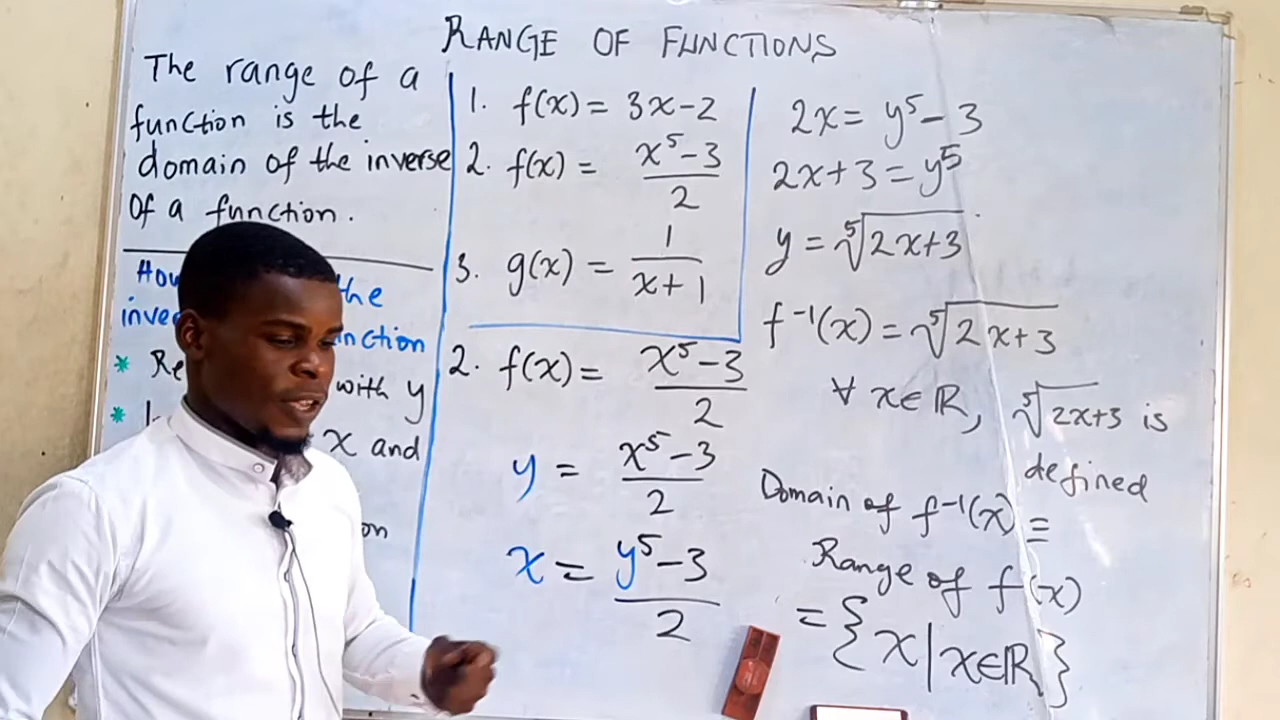 RANGE OF FUNCTIONS
The range of a
function is the
domain of the inverse
of a function.
the
with y
x and
1. f(x) = 3x-2
2. f(x) = x⁵-3/2
3. g(x) = 1/x+1
2. f(x) = x⁵-3/2
y = x⁵-3/2
x = y⁵-3/2
2x = y⁵-3
2x+3 = y⁵
y = ⁵√2x+3
f⁻¹(x) = ⁵√2x+3
∀ x∈ℝ, ⁵√2x+3 is
defined
Domain of f⁻¹(x) =
Range of f(x)
= {x|x∈ℝ}